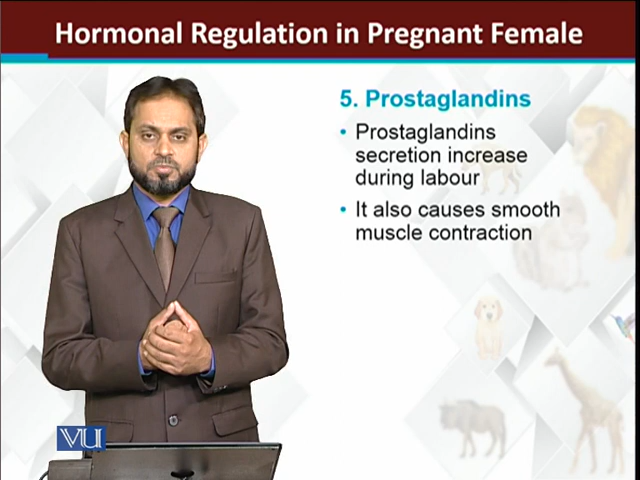 Hormonal Regulation in Pregnant Female
5. Prostaglandins
• Prostaglandins
secretion increase
during labour
• It also causes smooth
muscle contraction
VU